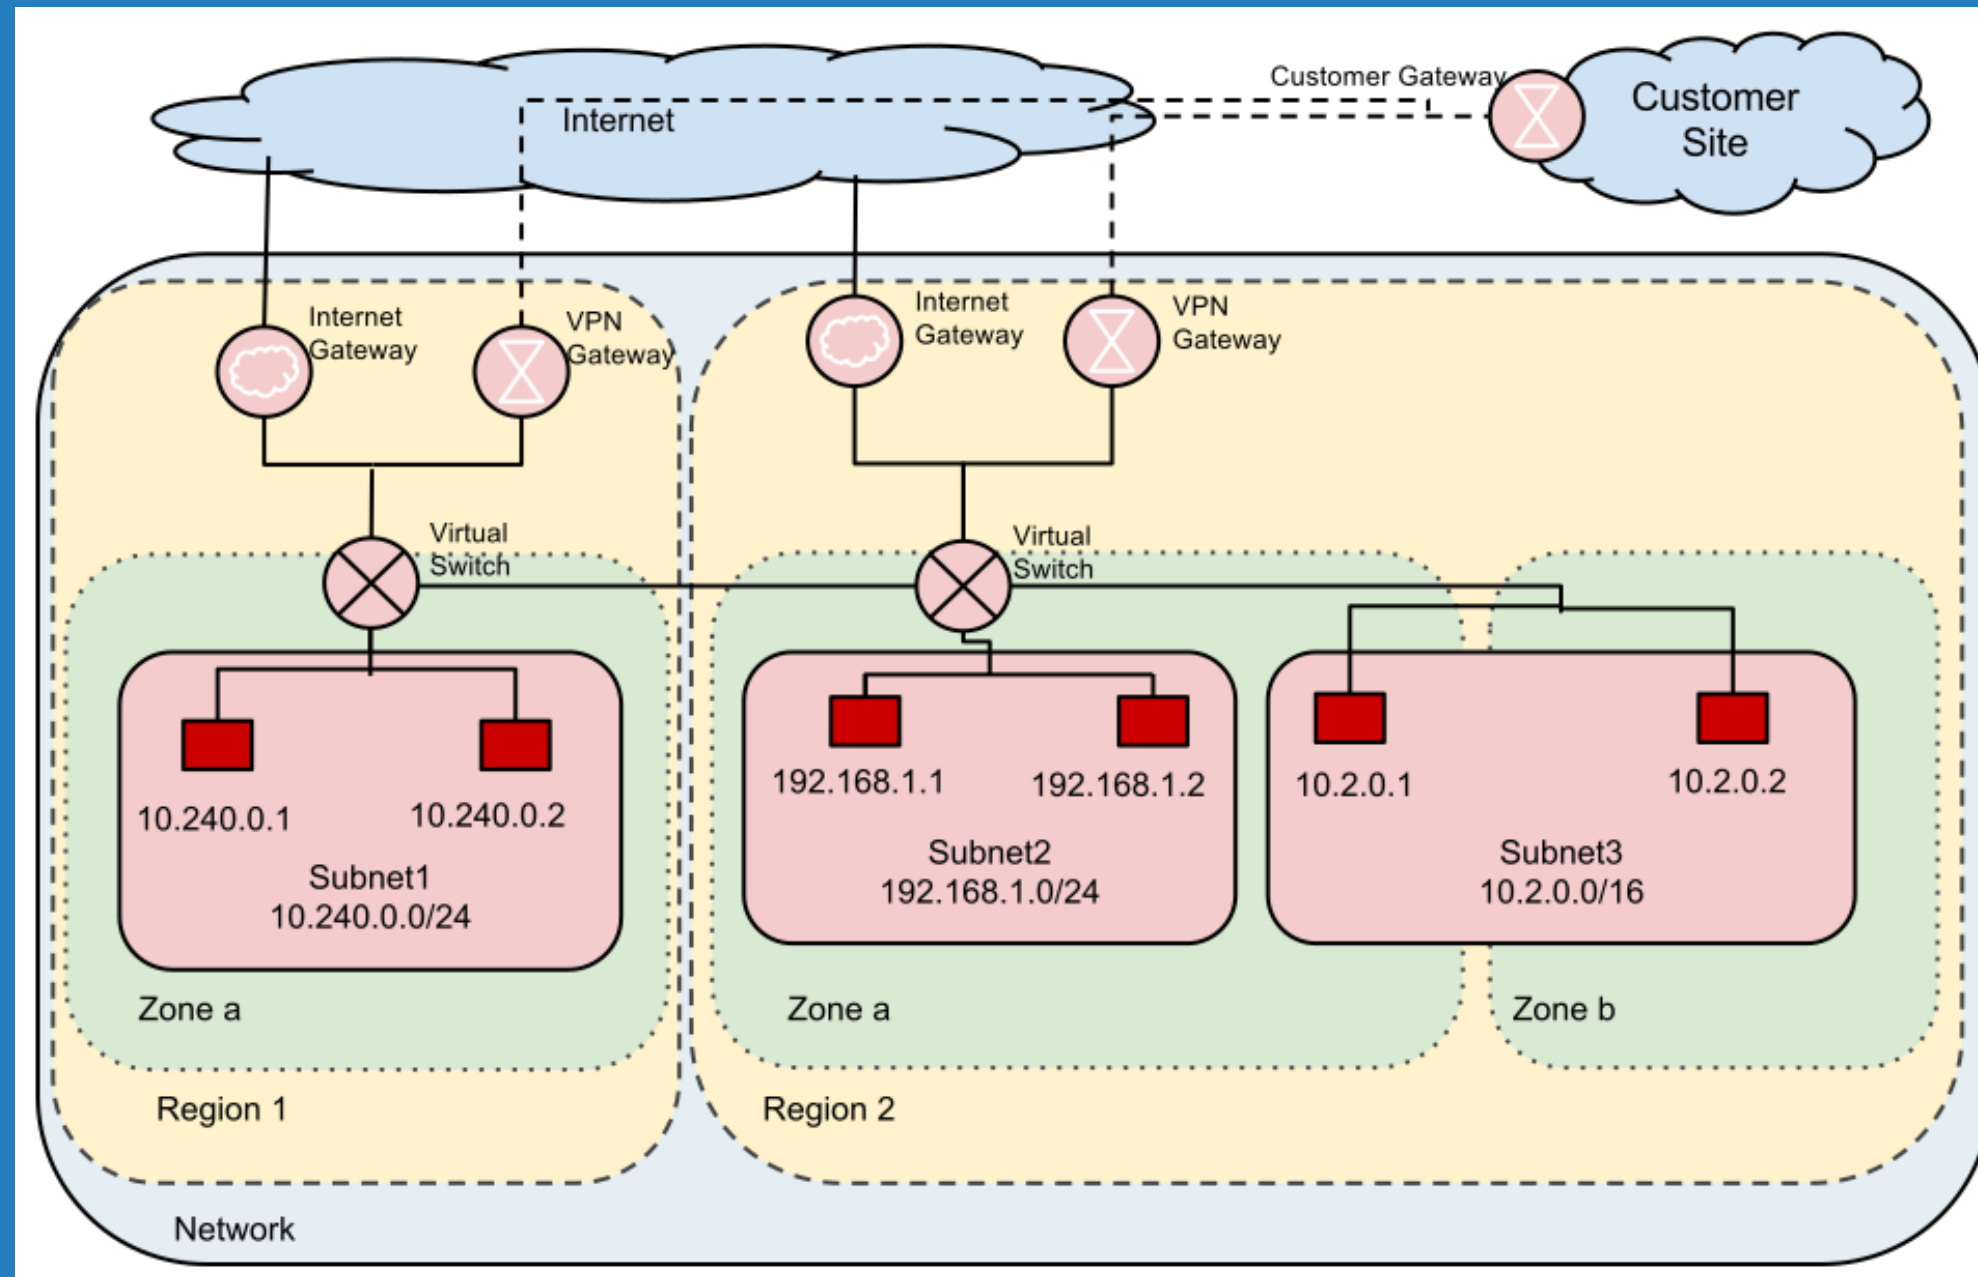 Customer Gateway
Customer
Site
Internet
Internet
Gateway
VPN
Gateway
Internet
Gateway
VPN
Gateway
Virtual
Switch
Virtual
Switch
10.240.0.1
10.240.0.2
Subnet1
10.240.0.0/24
192.168.1.1
192.168.1.2
Subnet2
192.168.1.0/24
10.2.0.1
10.2.0.2
Subnet3
10.2.0.0/16
Zone a
Zone a
Zone b
Region 1
Region 2
Network